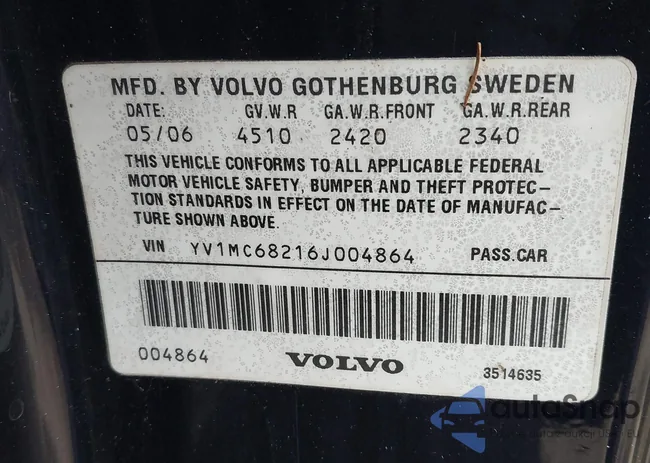 MFD. BY VOLVO GOTHENBURG SWEDEN
DATE: GV.W.R GA.W.R.FRONT GA.W.R.REAR
05/06 4510 2420 2340
THIS VEHICLE CONFORMS TO ALL APPLICABLE FEDERAL
MOTOR VEHICLE SAFETY, BUMPER AND THEFT PROTEC-
TION STANDARDS IN EFFECT ON THE DATE OF MANUFAC-
TURE SHOWN ABOVE.
VIN YV1MC68216J004864 PASS.CAR
004864 VOLVO 3514635
autoSnap